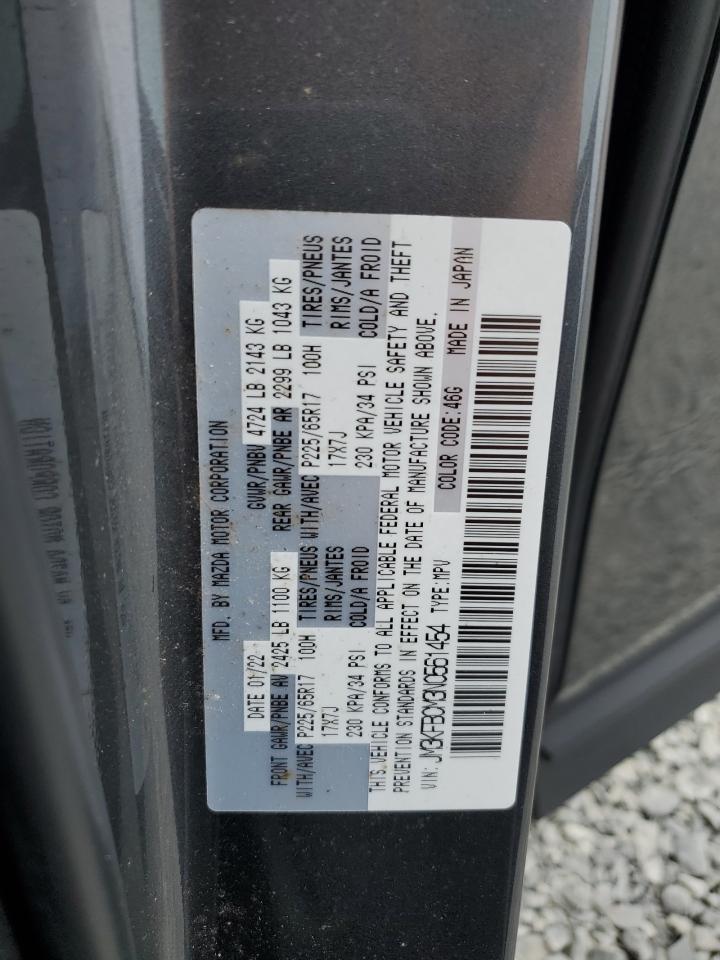 MFD. BY MAZDA MOTOR CORPORATION
DATE 01/22 GVWR/PNBV 4724 LB 2143 KG
FRONT GAWR/PNBE AV 2425 LB 1100 KG REAR GAWR/PNBE AR 2299 LB 1043 KG
WITH/AVEC P225/65R17 100H TIRES/PNEUS WITH/AVEC P225/65R17 100H TIRES/PNEUS
17X7J RIMS/JANTES 17X7J RIMS/JANTES
230 KPA/34 PSI COLD/A FROID 230 KPA/34 PSI COLD/A FROID
THIS VEHICLE CONFORMS TO ALL APPLICABLE FEDERAL MOTOR VEHICLE SAFETY AND THEFT
PREVENTION STANDARDS IN EFFECT ON THE DATE OF MANUFACTURE SHOWN ABOVE.
VIN: JM3KFBCM3N0561454 TYPE:MPV COLOR CODE:46G MADE IN JAPAN